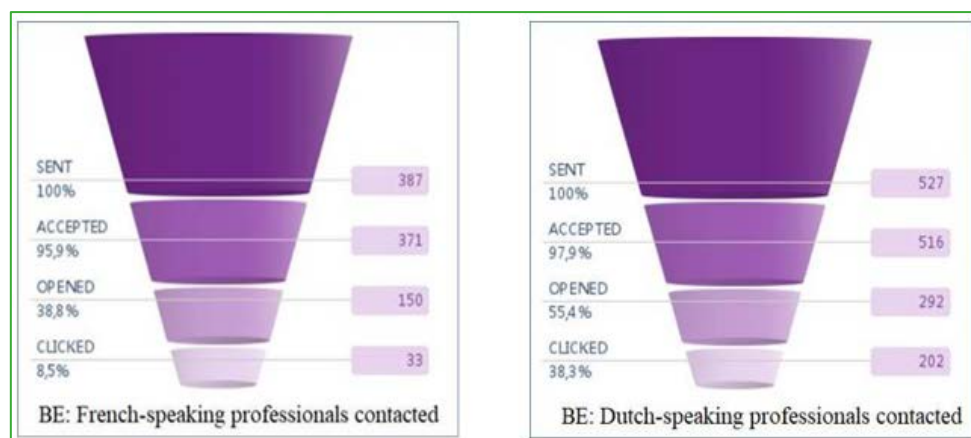 SENT
100%
387
ACCEPTED
95,9%
371
OPENED
38,8%
150
CLICKED
8,5%
33
BE: French-speaking professionals contacted
SENT
100%
527
ACCEPTED
97,9%
516
OPENED
55,4%
292
CLICKED
38,3%
202
BE: Dutch-speaking professionals contacted